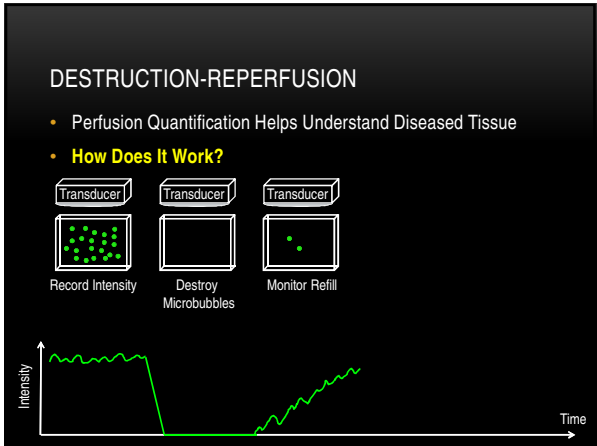 DESTRUCTION-REPERFUSION
• Perfusion Quantification Helps Understand Diseased Tissue
• How Does It Work?
Transducer Transducer Transducer
Record Intensity Destroy Monitor Refill
Microbubbles
Intensity
Time